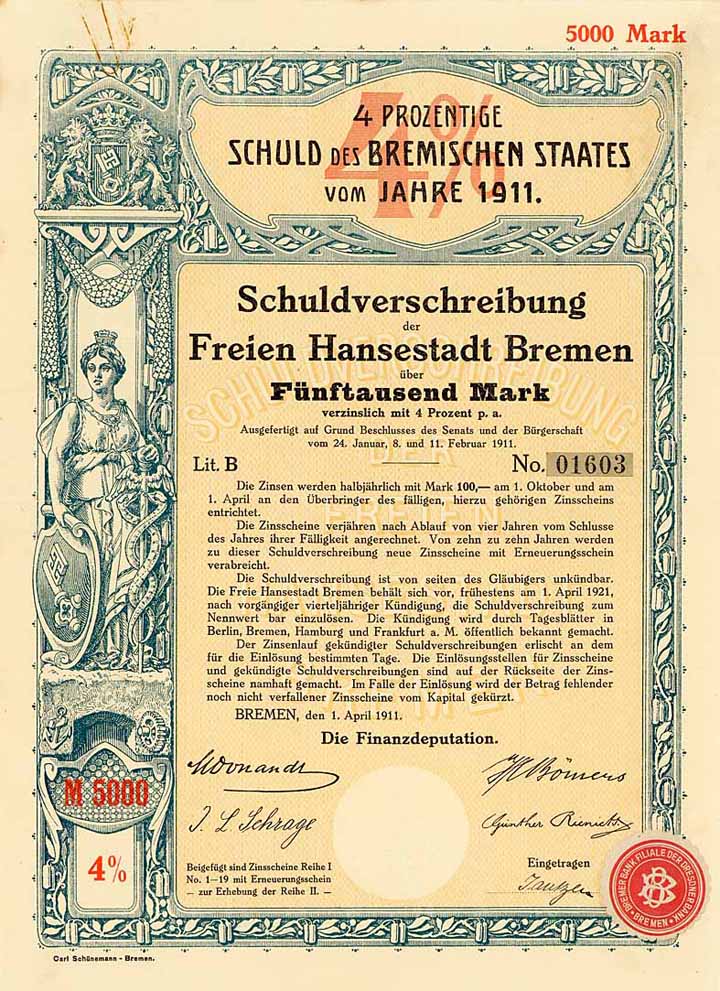 5000 Mark
4%
4 PROZENTIGE
SCHULD DES BREMISCHEN STAATES
VOM JAHRE 1911.
Schuldverschreibung
der
Freien Hansestadt Bremen
über
Fünftausend Mark
verzinslich mit 4 Prozent p. a.
Ausgefertigt auf Grund Beschlusses des Senats und der Bürgerschaft
vom 24. Januar, 8. und 11. Februar 1911.
Lit. B No. 01603
Die Zinsen werden halbjährlich mit Mark 100,— am 1. Oktober und am
1. April an den Überbringer des fälligen, hierzu gehörigen Zinsscheins
entrichtet.
Die Zinsscheine verjähren nach Ablauf von vier Jahren vom Schlusse
des Jahres ihrer Fälligkeit angerechnet. Von zehn zu zehn Jahren werden
zu dieser Schuldverschreibung neue Zinsscheine mit Erneuerungsschein
verabreicht.
Die Schuldverschreibung ist von seiten des Gläubigers unkündbar.
Die Freie Hansestadt Bremen behält sich vor, frühestens am 1. April 1921,
nach vorgängiger vierteljähriger Kündigung, die Schuldverschreibung zum
Nennwert bar einzulösen. Die Kündigung wird durch Tagesblätter in
Berlin, Bremen, Hamburg und Frankfurt a. M. öffentlich bekannt gemacht.
Der Zinsenlauf gekündigter Schuldverschreibungen erlischt an dem
für die Einlösung bestimmten Tage. Die Einlösungsstellen für Zinsscheine
und gekündigte Schuldverschreibungen sind auf der Rückseite der Zins-
scheine namhaft gemacht. Im Falle der Einlösung wird der Betrag fehlender
noch nicht verfallener Zinsscheine vom Kapital gekürzt.
BREMEN, den 1. April 1911.
Die Finanzdeputation.
M 5000
J. L. Schrage
Günther
4%
Beigefügt sind Zinsscheine Reihe I
No. 1—19 mit Erneuerungsschein
— zur Erhebung der Reihe II. —
Eingetragen
BREMER BANK FILIALE DER DRESDNER BANK
BREMEN
Carl Schünemann - Bremen.